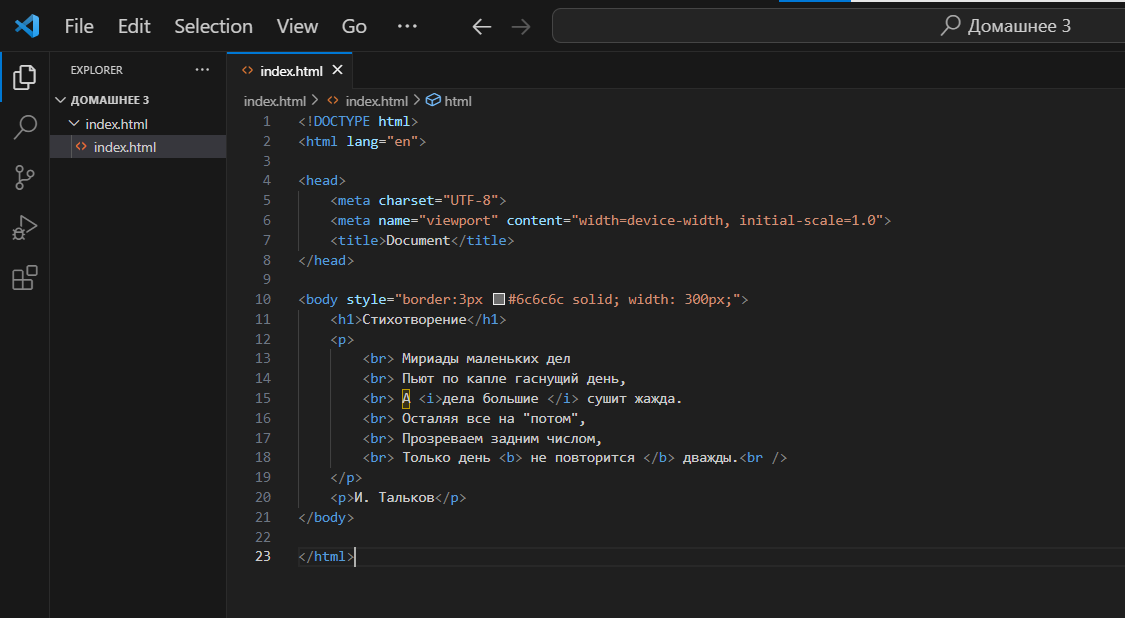 File Edit Selection View Go ··· Домашнее 3
EXPLORER ···
ДОМАШНЕЕ 3
index.html
index.html
index.html
index.html > index.html > html
1 <!DOCTYPE html>
2 <html lang="en">
3
4 <head>
5 <meta charset="UTF-8">
6 <meta name="viewport" content="width=device-width, initial-scale=1.0">
7 <title>Document</title>
8 </head>
9
10 <body style="border:3px #6c6c6c solid; width: 300px;">
11 <h1>Стихотворение</h1>
12 <p>
13 <br> Мириады маленьких дел
14 <br> Пьют по капле гаснущий день,
15 <br> А <i>дела большие </i> сушит жажда.
16 <br> Осталяя все на "потом",
17 <br> Прозреваем задним числом,
18 <br> Только день <b> не повторится </b> дважды.<br />
19 </p>
20 <p>И. Тальков</p>
21 </body>
22
23 </html>